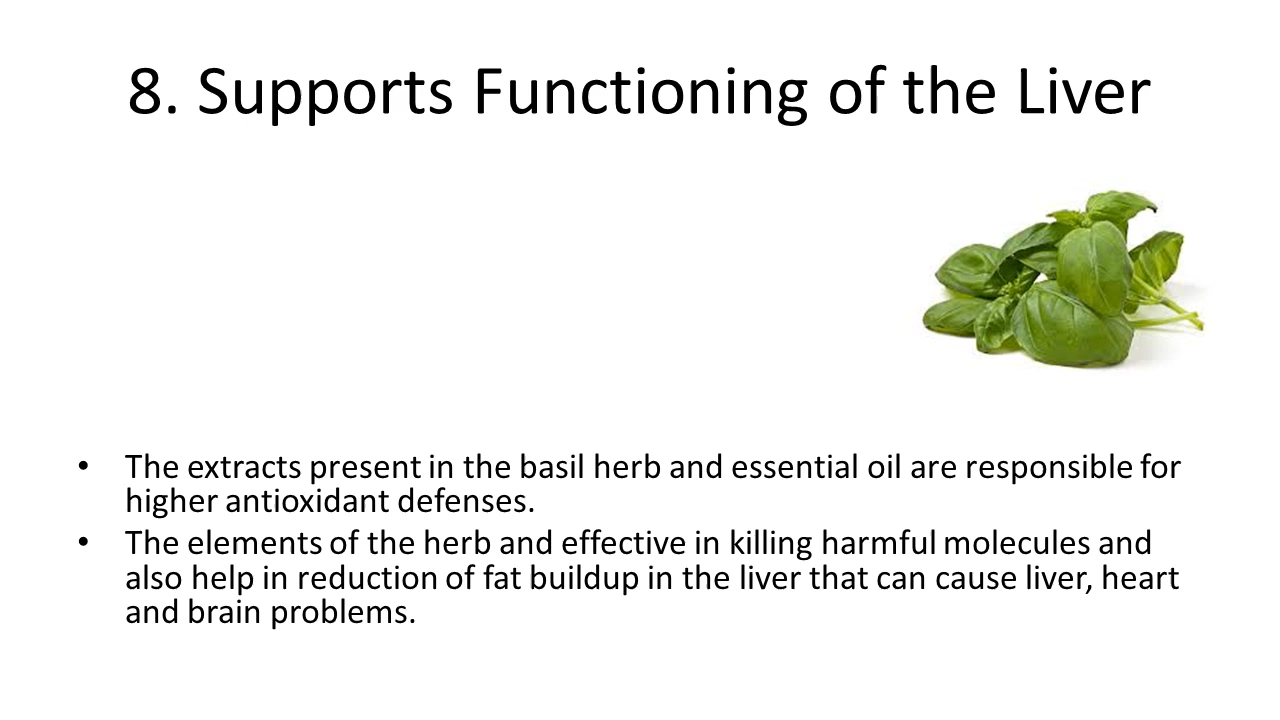 8. Supports Functioning of the Liver
• The extracts present in the basil herb and essential oil are responsible for
higher antioxidant defenses.
• The elements of the herb and effective in killing harmful molecules and
also help in reduction of fat buildup in the liver that can cause liver, heart
and brain problems.